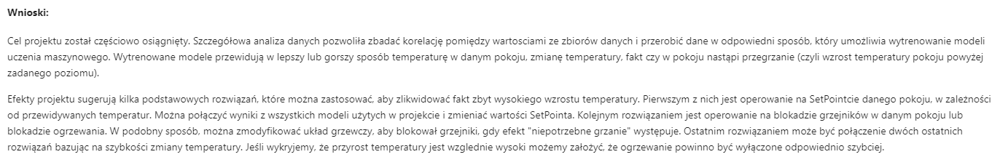 Wnioski:
Cel projektu został częściowo osiągnięty. Szczegółowa analiza danych pozwoliła zbadać korelację pomiędzy wartosciami ze zbiorów danych i przerobić dane w odpowiedni sposób, który umożliwia wytrenowanie modeli
uczenia maszynowego. Wytrenowane modele przewidują w lepszy lub gorszy sposób temperaturę w danym pokoju, zmianę temperatury, fakt czy w pokoju nastąpi przegrzanie (czyli wzrost temperatury pokoju powyżej
zadanego poziomu).
Efekty projektu sugerują kilka podstawowych rozwiązań, które można zastosować, aby zlikwidować fakt zbyt wysokiego wzrostu temperatury. Pierwszym z nich jest operowanie na SetPointcie danego pokoju, w zależności
od przewidywanych temperatur. Można połączyć wyniki z wszystkich modeli użytych w projekcie i zmieniać wartości SetPointa. Kolejnym rozwiązaniem jest operowanie na blokadzie grzejników w danym pokoju lub
blokadzie ogrzewania. W podobny sposób, można zmodyfikować układ grzewczy, aby blokował grzejniki, gdy efekt "niepotrzebne grzanie" występuje. Ostatnim rozwiązaniem może być połączenie dwóch ostatnich
rozwiązań bazując na szybkości zmiany temperatury. Jeśli wykryjemy, że przyrost temperatury jest wzglednie wysoki możemy założyć, że ogrzewanie powinno być wyłączone odpowiednio szybciej.